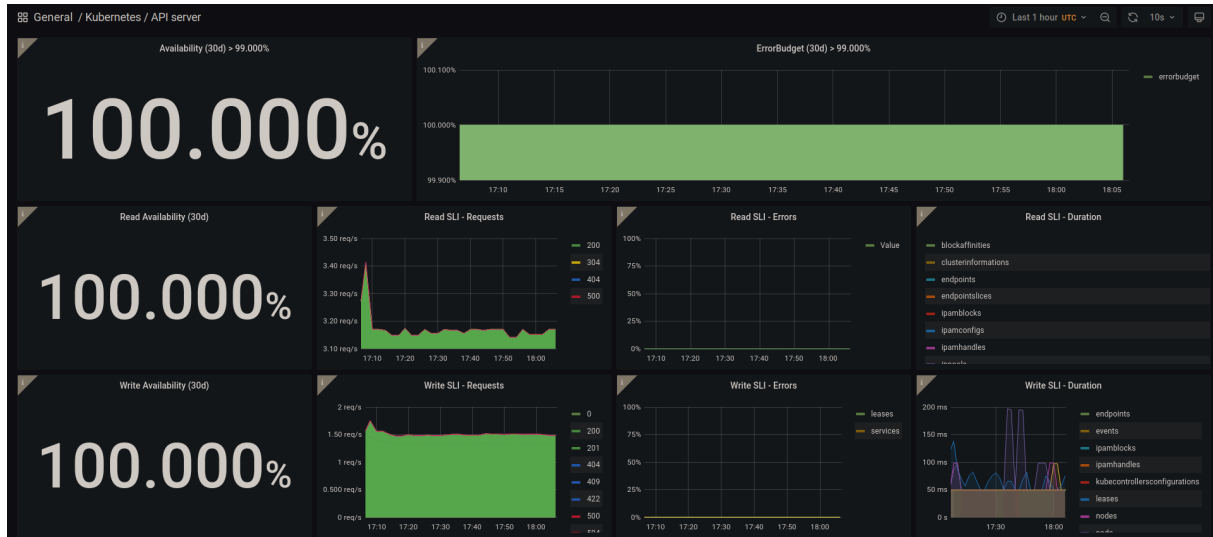 General / Kubernetes / API server
Last 1 hour UTC
10s
Availability (30d) > 99.000%
100.000%
ErrorBudget (30d) > 99.000%
100.100%
100.000%
99.900%
17:10 17:15 17:20 17:25 17:30 17:35 17:40 17:45 17:50 17:55 18:00 18:05
errorbudget
Read Availability (30d)
100.000%
Read SLI - Requests
3.50 req/s
3.40 req/s
3.30 req/s
3.20 req/s
3.10 req/s
17:10 17:20 17:30 17:40 17:50 18:00
200
304
404
500
Read SLI - Errors
100%
75%
50%
25%
0%
17:10 17:20 17:30 17:40 17:50 18:00
Value
Read SLI - Duration
blockaffinities
clusterinformations
endpoints
endpointslices
ipamblocks
ipamconfigs
ipamhandles
Write Availability (30d)
100.000%
Write SLI - Requests
2 req/s
1.50 req/s
1 req/s
0.500 req/s
0 req/s
17:10 17:20 17:30 17:40 17:50 18:00
0
200
201
404
409
422
500
504
Write SLI - Errors
100%
75%
50%
25%
0%
17:10 17:20 17:30 17:40 17:50 18:00
leases
services
Write SLI - Duration
200 ms
150 ms
100 ms
50 ms
0 s
17:30 18:00
endpoints
events
ipamblocks
ipamhandles
kubecontrollersconfigurations
leases
nodes